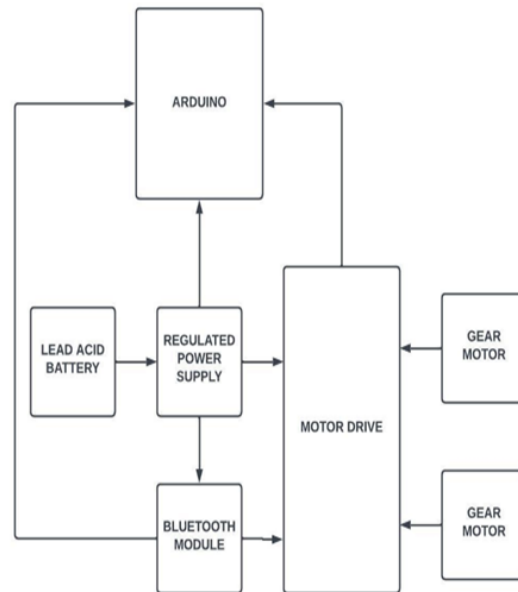 ARDUINO
LEAD ACID
BATTERY
REGULATED
POWER
SUPPLY
GEAR
MOTOR
MOTOR DRIVE
BLUETOOTH
MODULE
GEAR
MOTOR